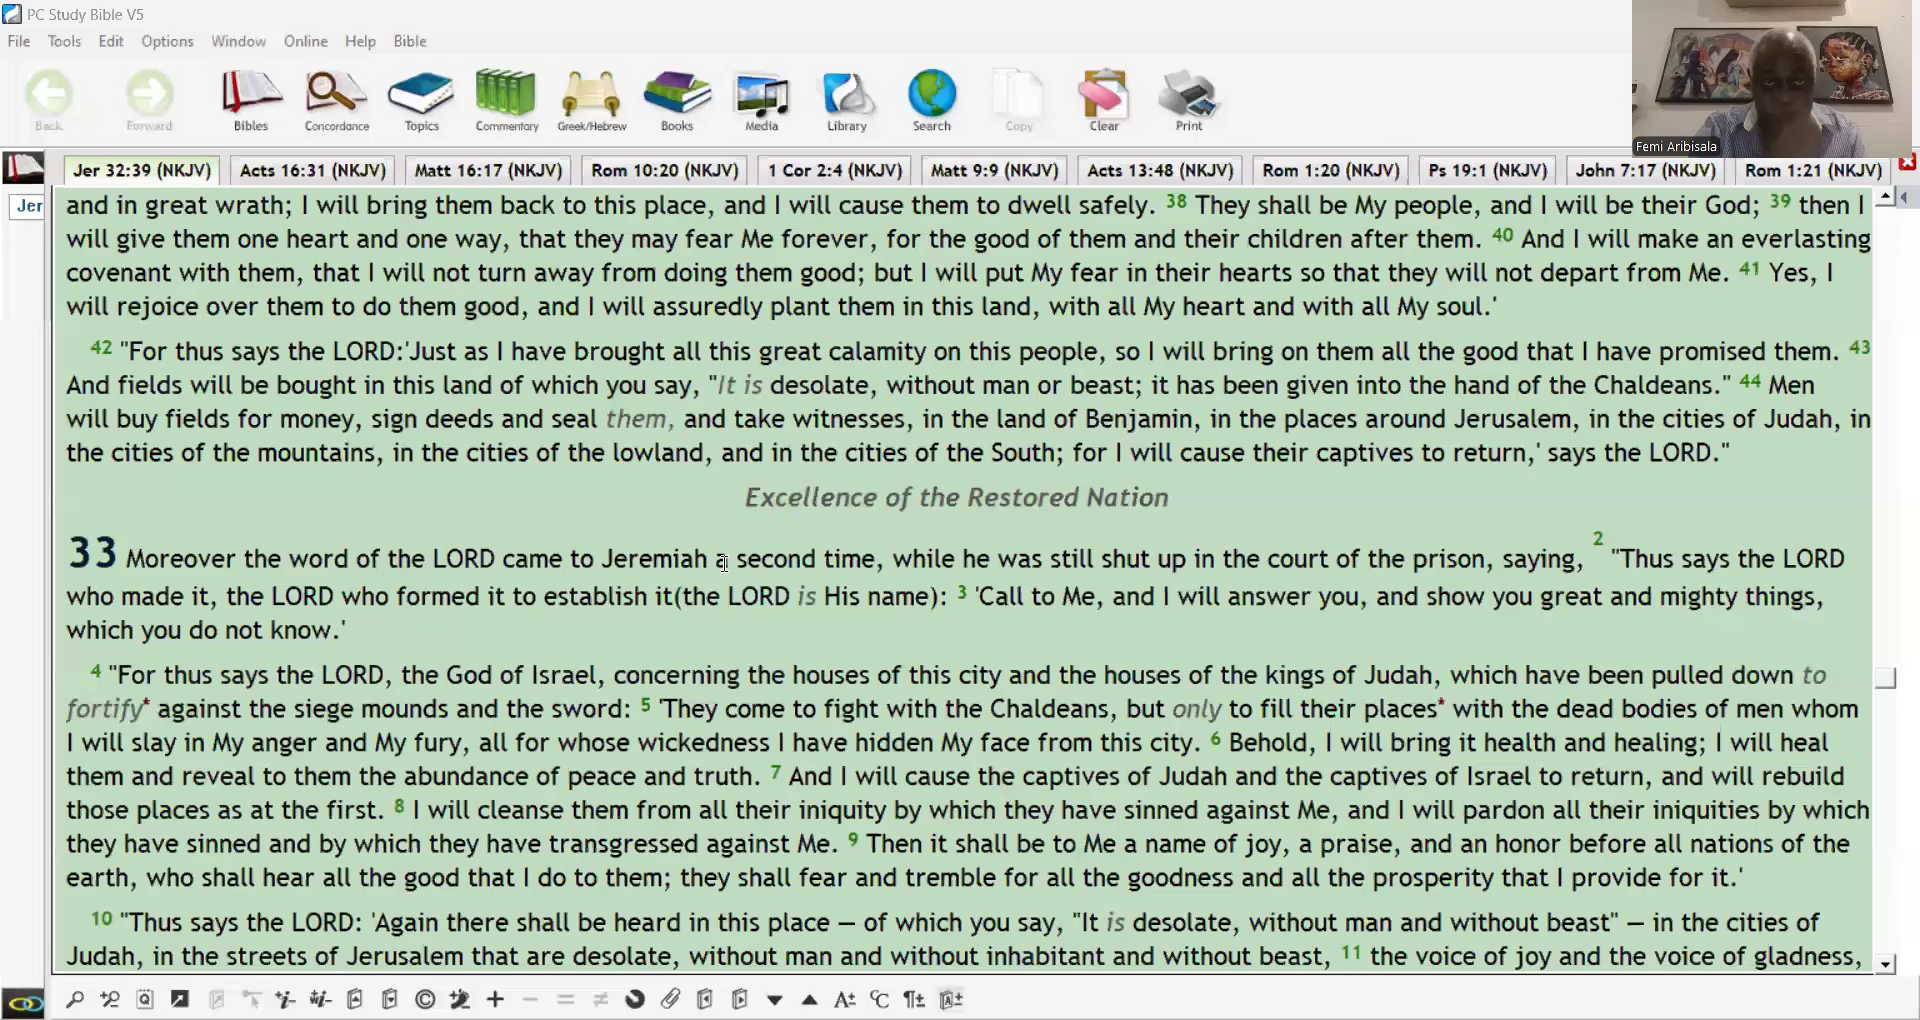 PC Study Bible V5
File Tools Edit Options Window Online Help Bible
Back Forward Bibles Concordance Topics Commentary Greek/Hebrew Books Media Library Search Copy Clear Print
Femi Aribisala
Jer 32:39 (NKJV) Acts 16:31 (NKJV) Matt 16:17 (NKJV) Rom 10:20 (NKJV) 1 Cor 2:4 (NKJV) Matt 9:9 (NKJV) Acts 13:48 (NKJV) Rom 1:20 (NKJV) Ps 19:1 (NKJV) John 7:17 (NKJV) Rom 1:21 (NKJV)
Jer
and in great wrath; I will bring them back to this place, and I will cause them to dwell safely. 38 They shall be My people, and I will be their God; 39 then I
will give them one heart and one way, that they may fear Me forever, for the good of them and their children after them. 40 And I will make an everlasting
covenant with them, that I will not turn away from doing them good; but I will put My fear in their hearts so that they will not depart from Me. 41 Yes, I
will rejoice over them to do them good, and I will assuredly plant them in this land, with all My heart and with all My soul.'
42 "For thus says the LORD:'Just as I have brought all this great calamity on this people, so I will bring on them all the good that I have promised them. 43
And fields will be bought in this land of which you say, "It is desolate, without man or beast; it has been given into the hand of the Chaldeans." 44 Men
will buy fields for money, sign deeds and seal them, and take witnesses, in the land of Benjamin, in the places around Jerusalem, in the cities of Judah, in
the cities of the mountains, in the cities of the lowland, and in the cities of the South; for I will cause their captives to return,' says the LORD."
Excellence of the Restored Nation
33 Moreover the word of the LORD came to Jeremiah a second time, while he was still shut up in the court of the prison, saying, 2 "Thus says the LORD
who made it, the LORD who formed it to establish it(the LORD is His name): 3 'Call to Me, and I will answer you, and show you great and mighty things,
which you do not know.'
4 "For thus says the LORD, the God of Israel, concerning the houses of this city and the houses of the kings of Judah, which have been pulled down to
fortify* against the siege mounds and the sword: 5 'They come to fight with the Chaldeans, but only to fill their places* with the dead bodies of men whom
I will slay in My anger and My fury, all for whose wickedness I have hidden My face from this city. 6 Behold, I will bring it health and healing; I will heal
them and reveal to them the abundance of peace and truth. 7 And I will cause the captives of Judah and the captives of Israel to return, and will rebuild
those places as at the first. 8 I will cleanse them from all their iniquity by which they have sinned against Me, and I will pardon all their iniquities by which
they have sinned and by which they have transgressed against Me. 9 Then it shall be to Me a name of joy, a praise, and an honor before all nations of the
earth, who shall hear all the good that I do to them; they shall fear and tremble for all the goodness and all the prosperity that I provide for it.'
10 "Thus says the LORD: 'Again there shall be heard in this place — of which you say, "It is desolate, without man and without beast" — in the cities of
Judah, in the streets of Jerusalem that are desolate, without man and without inhabitant and without beast, 11 the voice of joy and the voice of gladness,